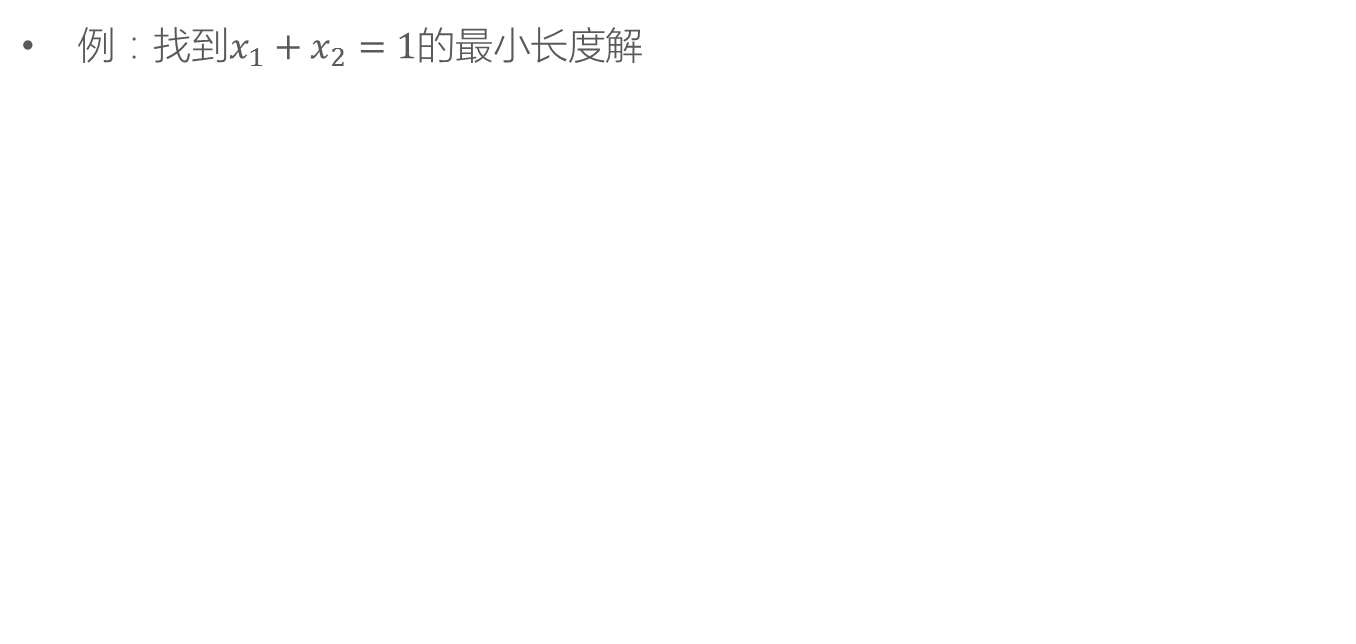 • 例：找到𝑥₁ + 𝑥₂ = 1的最小长度解